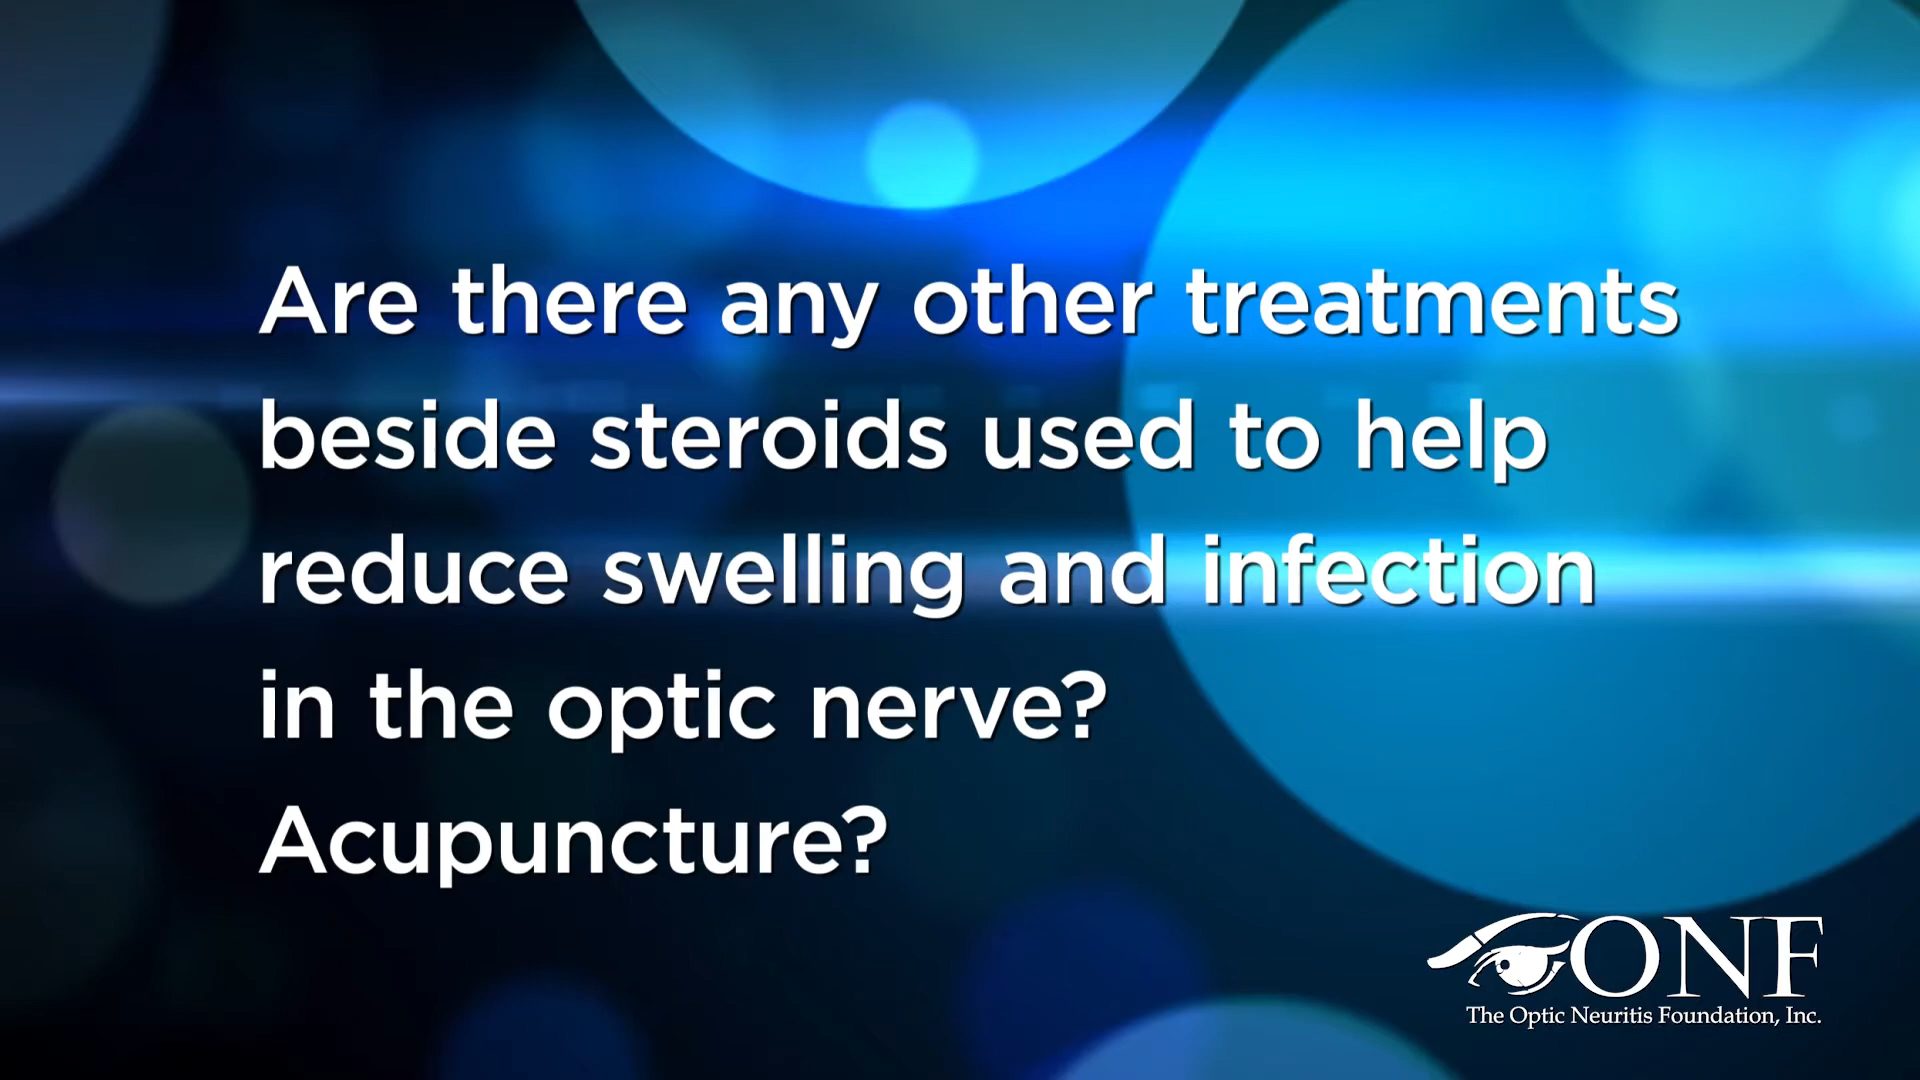 Are there any other treatments
beside steroids used to help
reduce swelling and infection
in the optic nerve?
Acupuncture?
ONF
The Optic Neuritis Foundation, Inc.